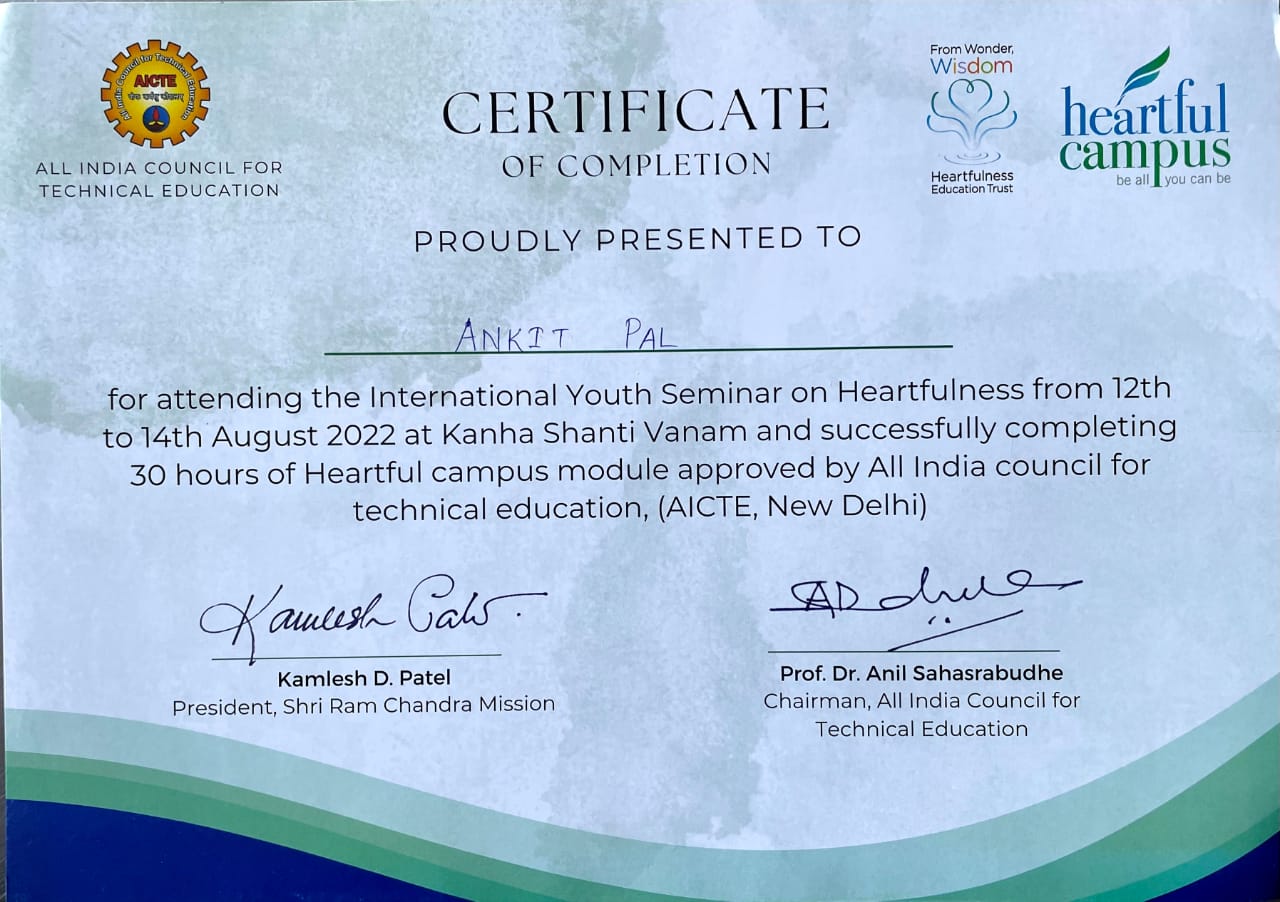 All India Council for Technical Education
AICTE
योगः कर्मसु कौशलम्
ALL INDIA COUNCIL FOR
TECHNICAL EDUCATION
CERTIFICATE
OF COMPLETION
From Wonder,
Wisdom
Heartfulness
Education Trust
heartful
campus
be all you can be
PROUDLY PRESENTED TO
ANKIT PAL
for attending the International Youth Seminar on Heartfulness from 12th
to 14th August 2022 at Kanha Shanti Vanam and successfully completing
30 hours of Heartful campus module approved by All India council for
technical education, (AICTE, New Delhi)
Kamlesh D. Patel
President, Shri Ram Chandra Mission
Prof. Dr. Anil Sahasrabudhe
Chairman, All India Council for
Technical Education